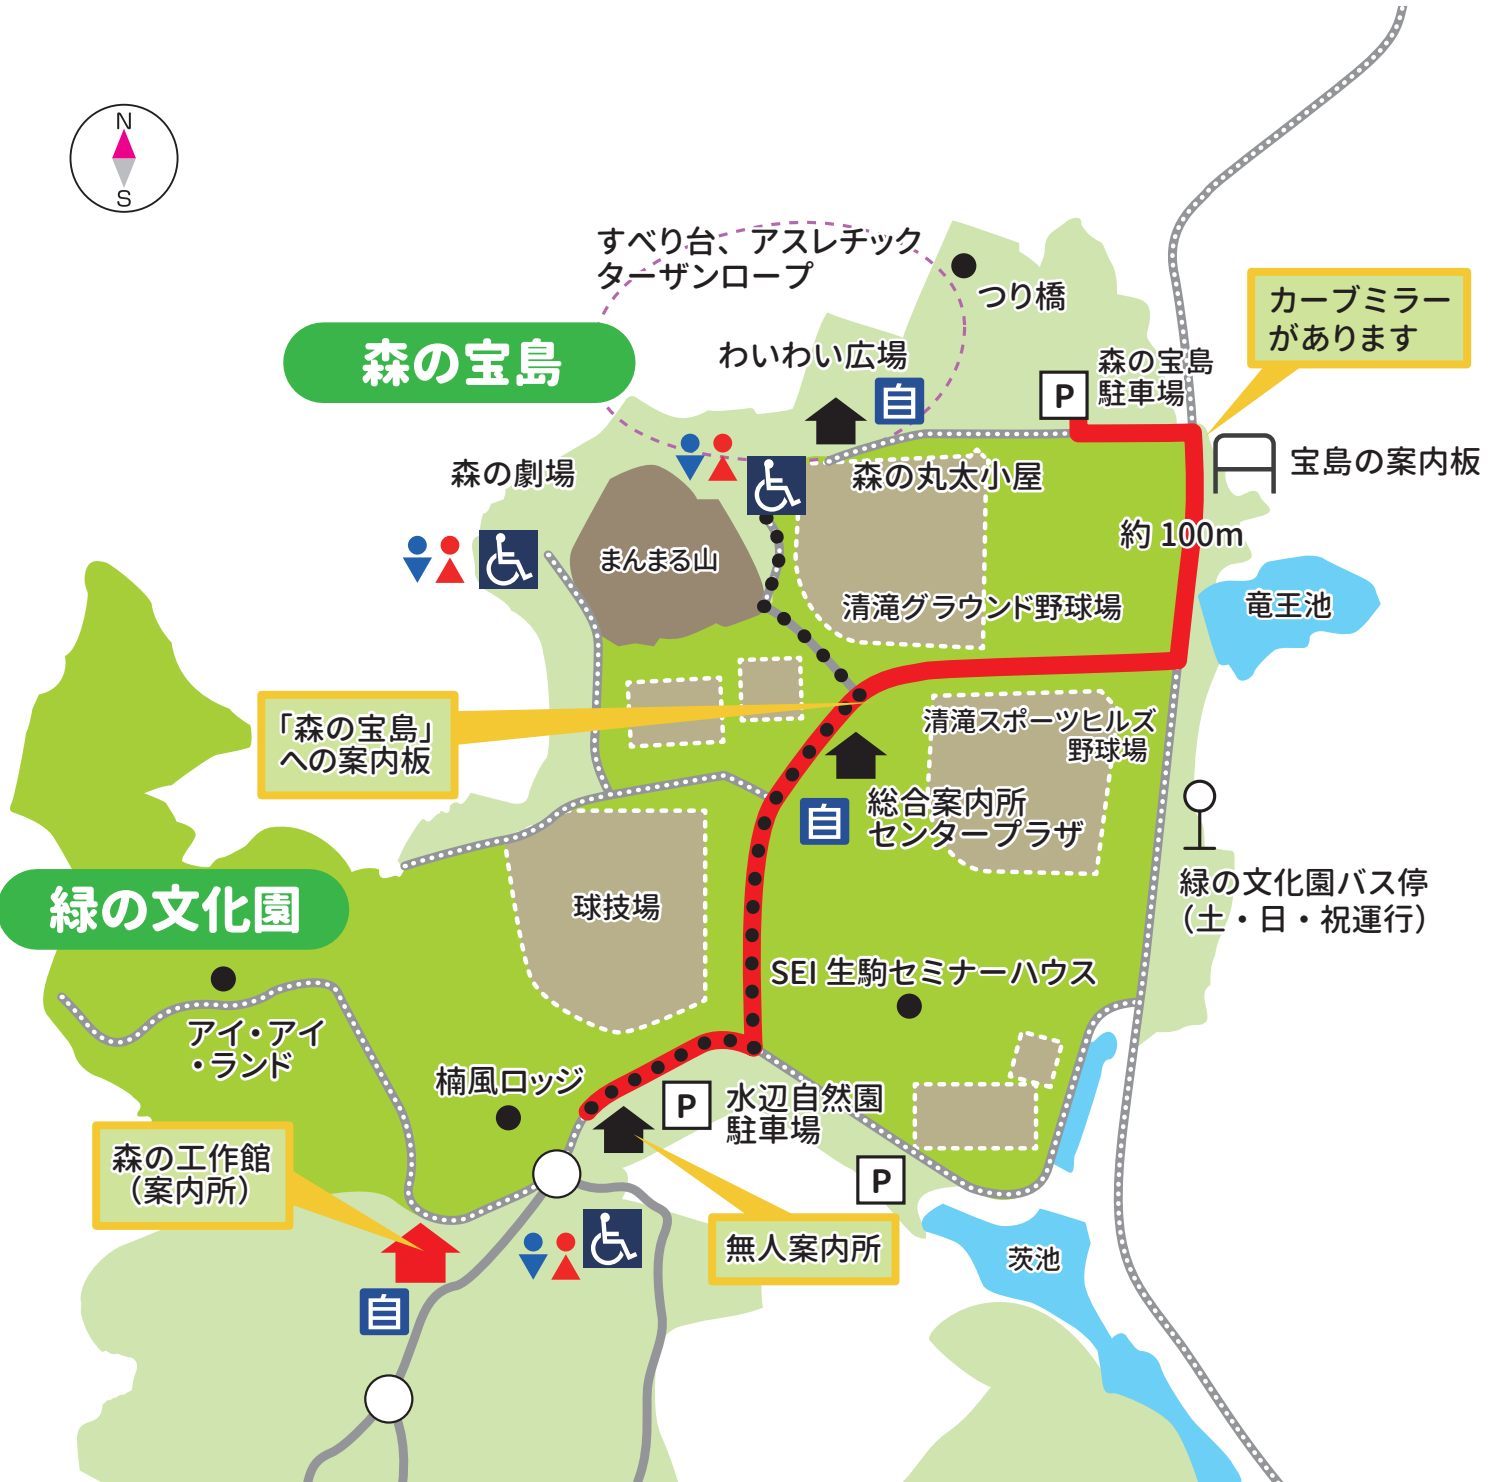 N
S
すべり台、アスレチック
ターザンロープ
つり橋
カーブミラー
があります
森の宝島
わいわい広場
自
P
森の宝島
駐車場
宝島の案内板
森の劇場
森の丸太小屋
約 100m
まんまる山
清滝グラウンド野球場
竜王池
「森の宝島」
への案内板
清滝スポーツヒルズ
野球場
総合案内所
センタープラザ
自
緑の文化園
球技場
緑の文化園バス停
（土・日・祝運行）
SEI 生駒セミナーハウス
アイ・アイ
・ランド
楠風ロッジ
P
水辺自然園
駐車場
森の工作館
（案内所）
P
無人案内所
茨池
自